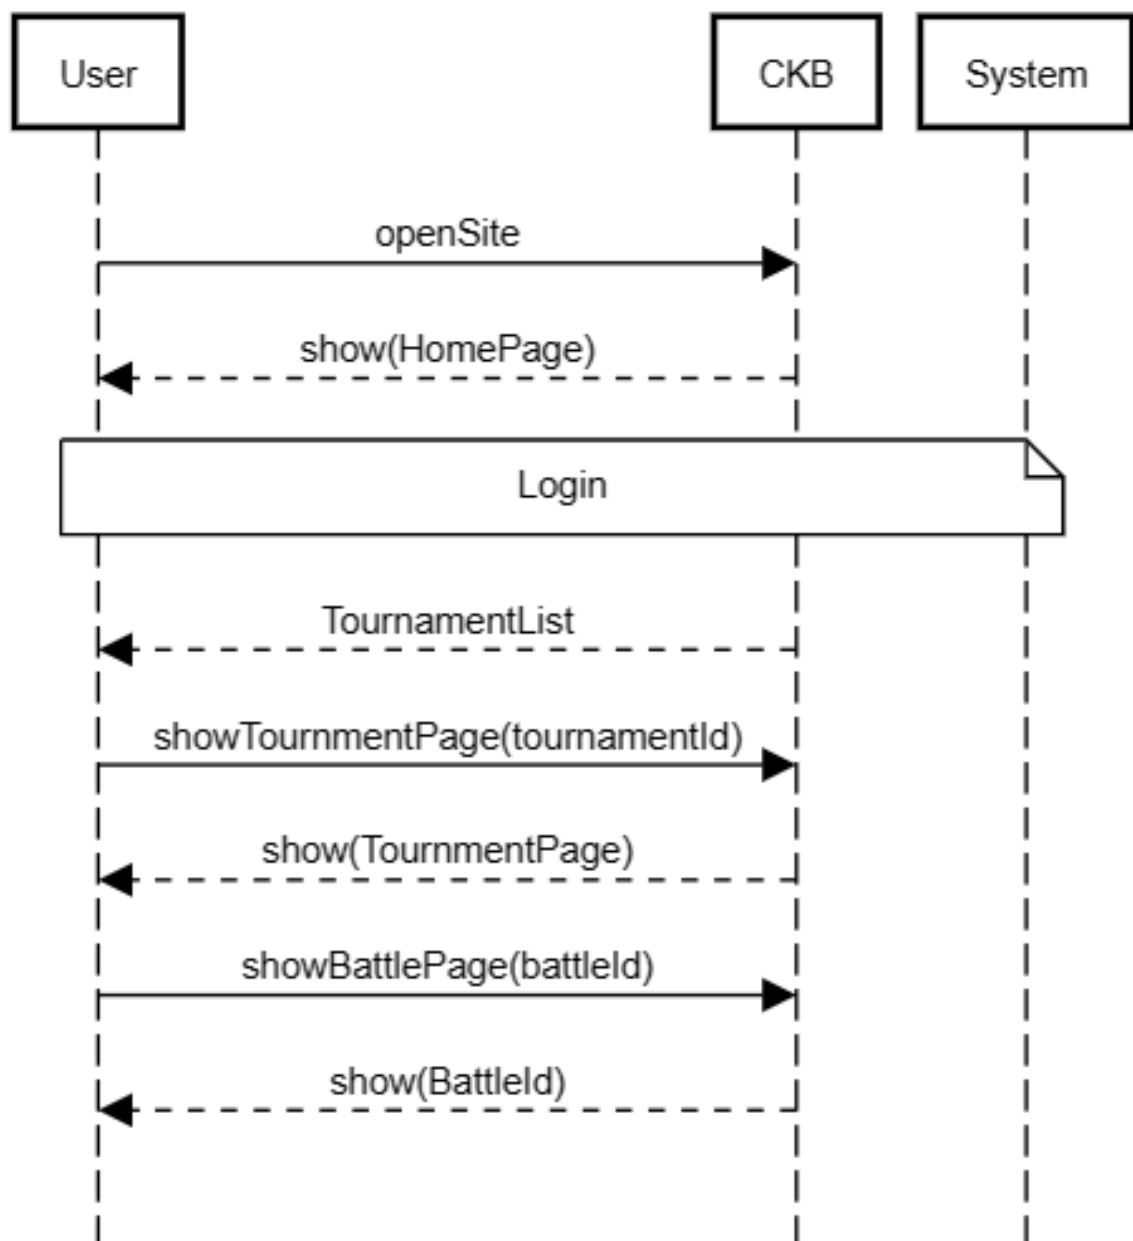 User
CKB
System
openSite
show(HomePage)
Login
TournamentList
showTournmentPage(tournamentId)
show(TournmentPage)
showBattlePage(battleId)
show(BattleId)